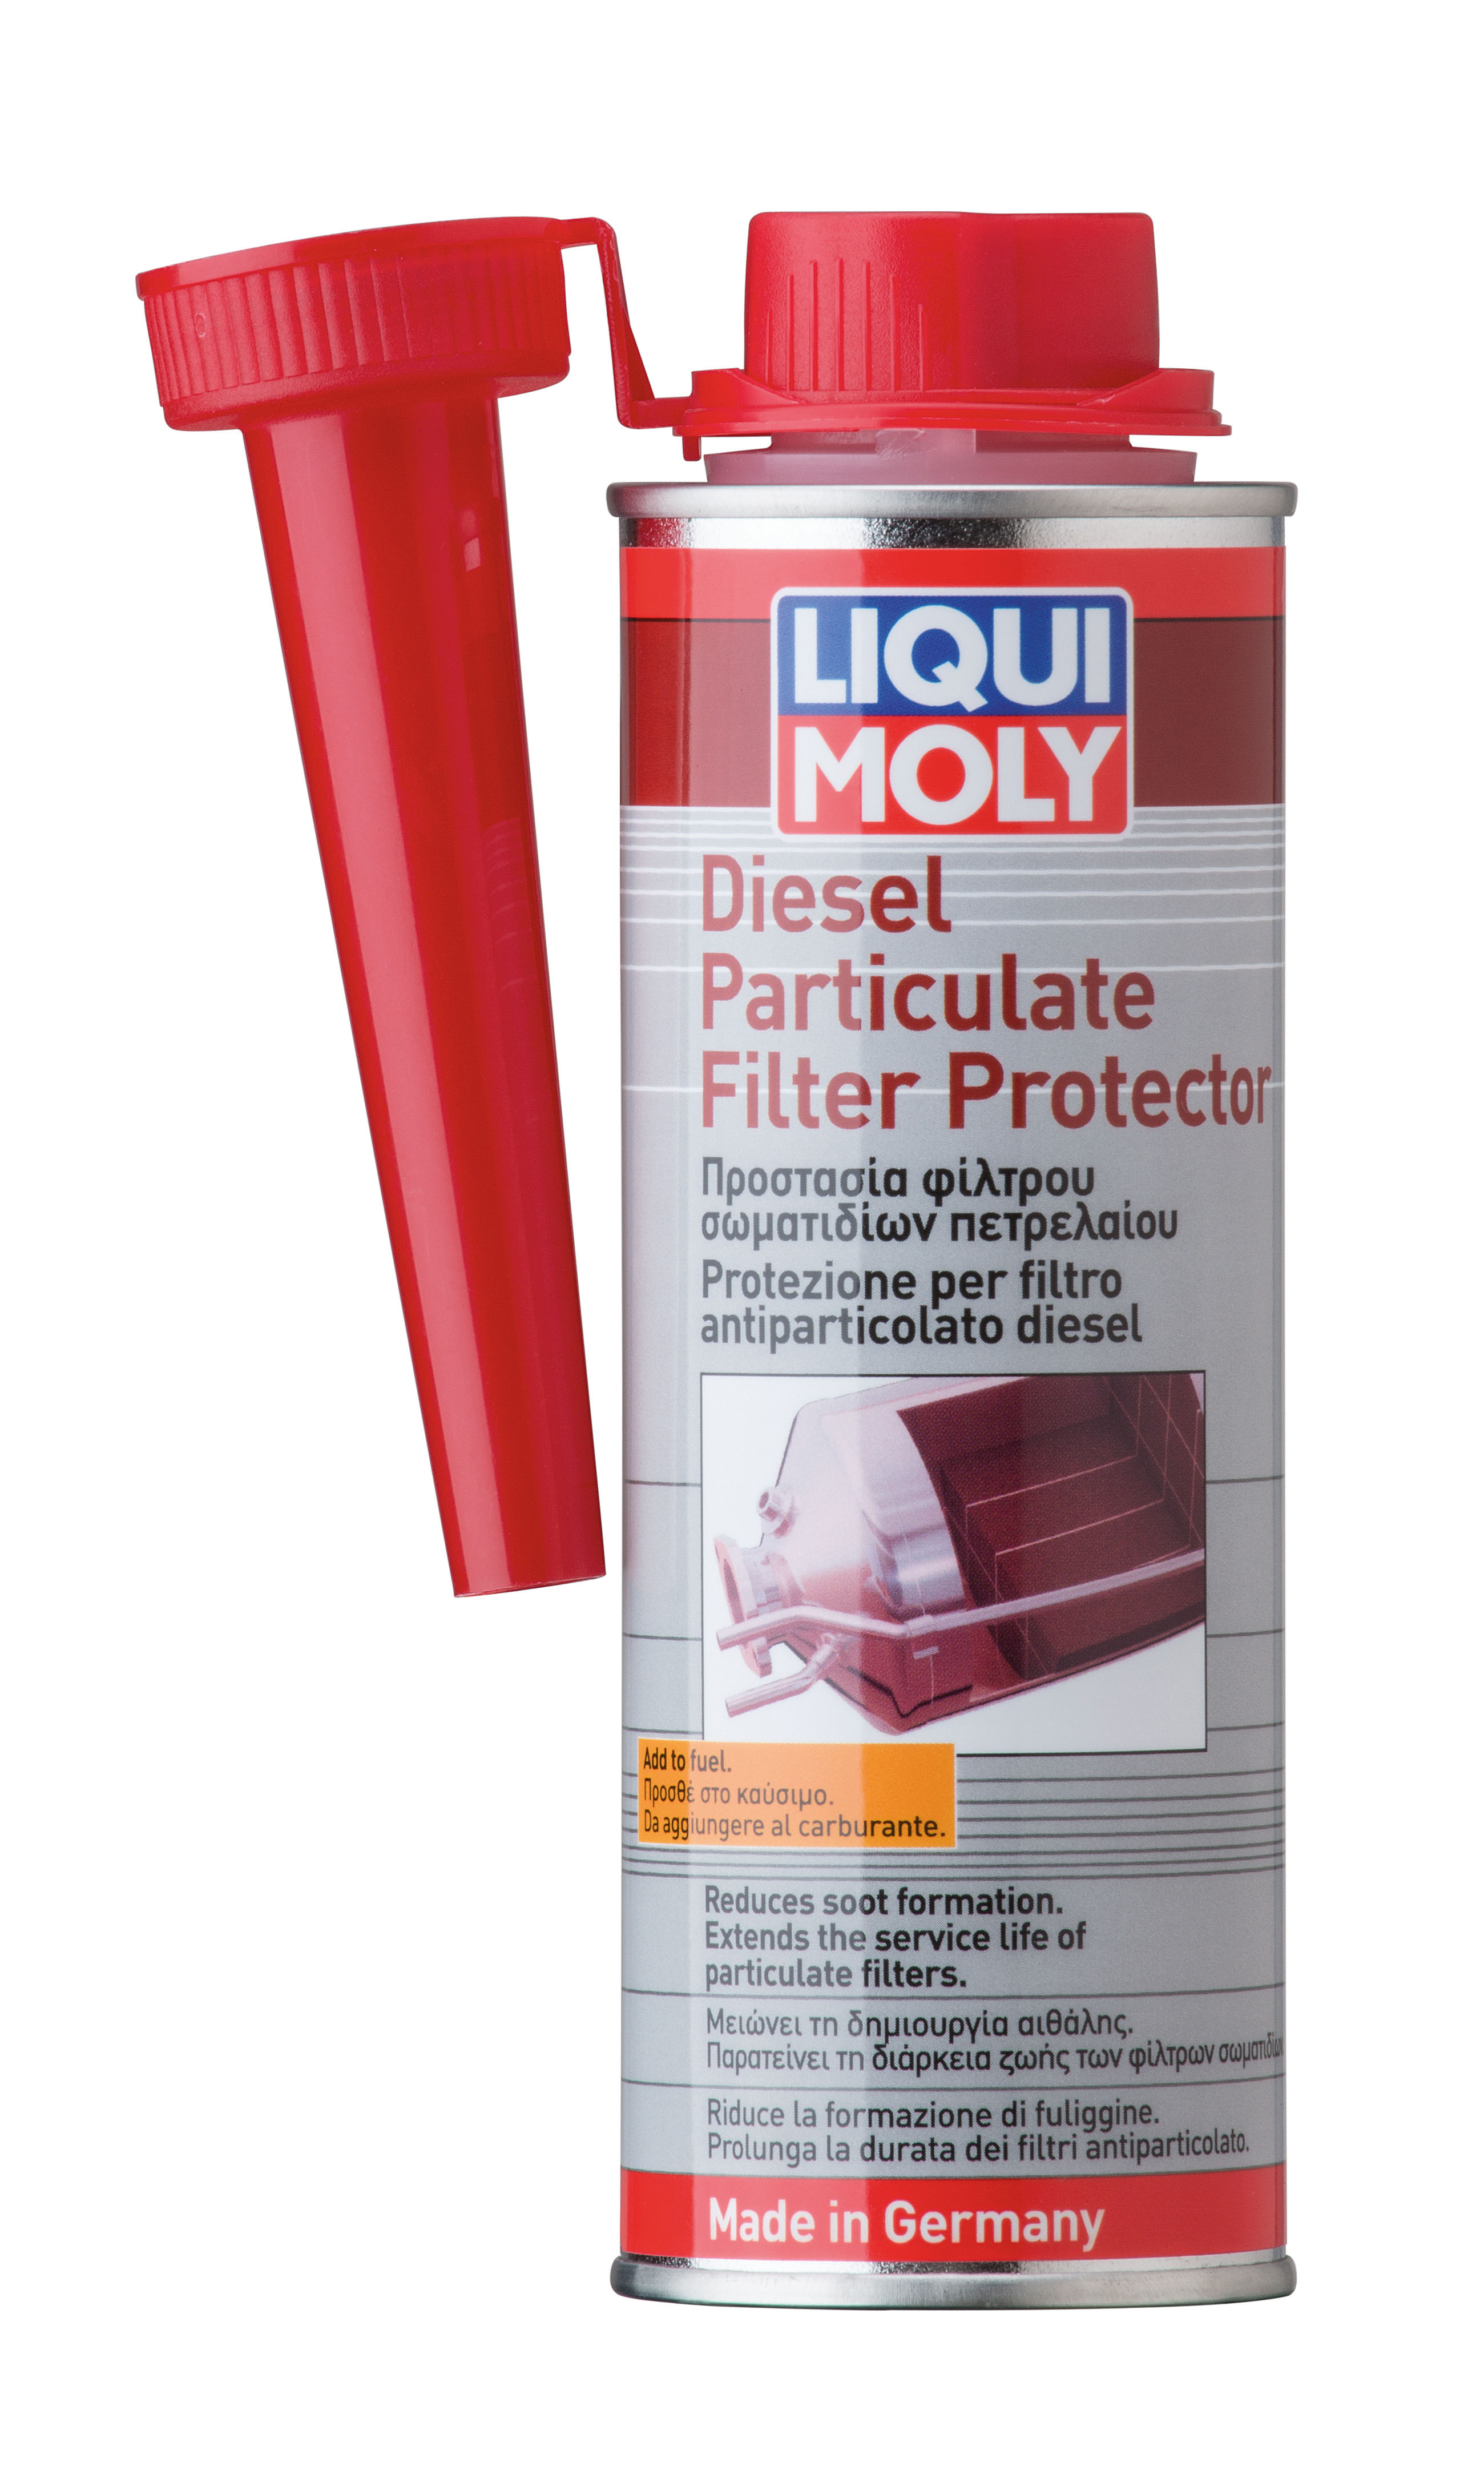 LIQUI
MOLY
Diesel
Particulate
Filter Protector
Προστασία φίλτρου
σωματιδίων πετρελαίου
Protezione per filtro
antiparticolato diesel
Add to fuel.
Προσθέ στο καύσιμο.
Da aggiungere al carburante.
Reduces soot formation.
Extends the service life of
particulate filters.
Μειώνει τη δημιουργία αιθάλης.
Παρατείνει τη διάρκεια ζωής των φίλτρων
Riduce la formazione di fuliggine.
Prolunga la durata dei filtri antiparticolato.
Made in Germany